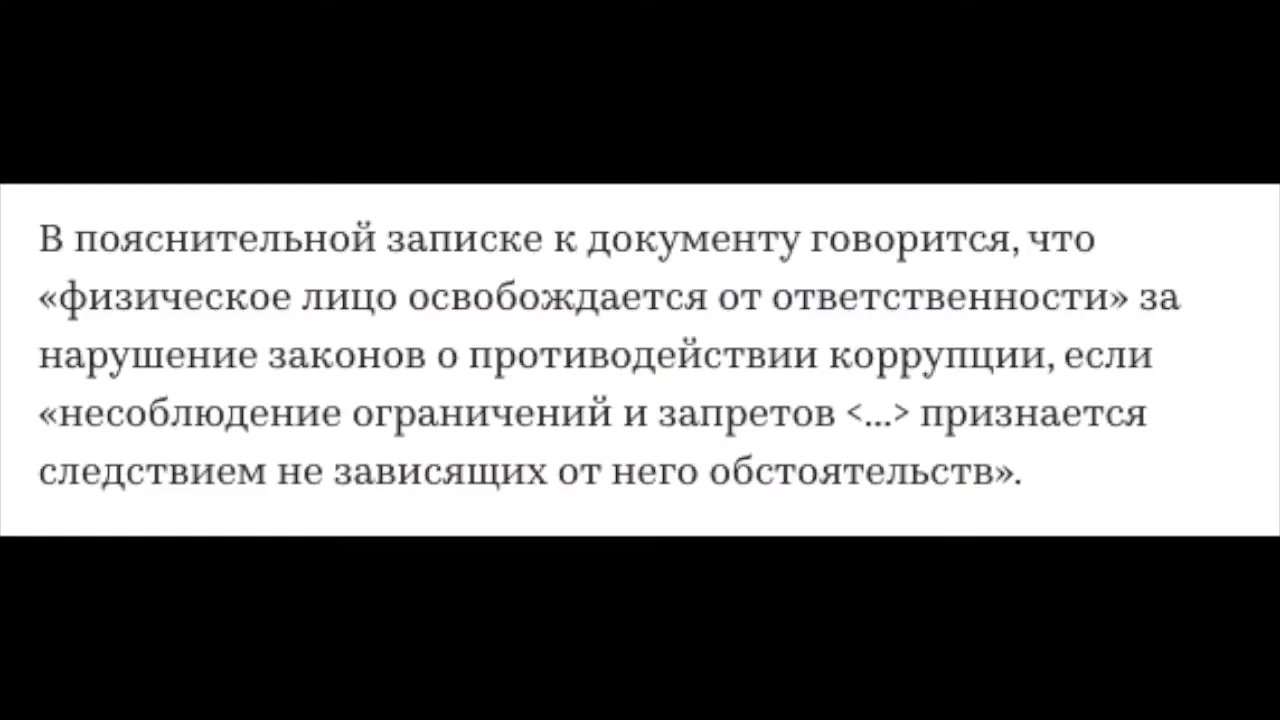 В пояснительной записке к документу говорится, что
«физическое лицо освобождается от ответственности» за
нарушение законов о противодействии коррупции, если
«несоблюдение ограничений и запретов <...> признается
следствием не зависящих от него обстоятельств».